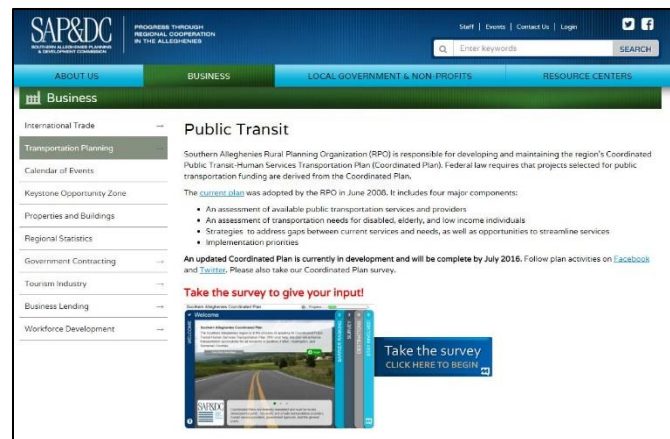 SAP&DC
SOUTHERN ALLEGHENIES PLANNING
& DEVELOPMENT COMMISSION
PROGRESS THROUGH
REGIONAL COOPERATION
IN THE ALLEGHENIES
Staff | Events | Contact Us | Login
Enter keywords
SEARCH
ABOUT US
BUSINESS
LOCAL GOVERNMENT & NON-PROFITS
RESOURCE CENTERS
Business
International Trade →
Transportation Planning →
Calendar of Events
Keystone Opportunity Zone
Properties and Buildings
Regional Statistics
Government Contracting →
Tourism Industry →
Business Lending →
Workforce Development →
Public Transit
Southern Alleghenies Rural Planning Organization (RPO) is responsible for developing and maintaining the region's Coordinated
Public Transit-Human Services Transportation Plan (Coordinated Plan). Federal law requires that projects selected for public
transportation funding are derived from the Coordinated Plan.
The current plan was adopted by the RPO in June 2008. It includes four major components:
• An assessment of available public transportation services and providers
• An assessment of transportation needs for disabled, elderly, and low income individuals
• Strategies to address gaps between current services and needs, as well as opportunities to streamline services
• Implementation priorities
An updated Coordinated Plan is currently in development and will be complete by July 2016. Follow plan activities on Facebook
and Twitter. Please also take our Coordinated Plan survey.
Take the survey to give your input!
Southern Alleghenies Coordinated Plan
Progress
Welcome
WELCOME
Southern Alleghenies Coordinated Plan
SAP&DC
Take the survey
CLICK HERE TO BEGIN